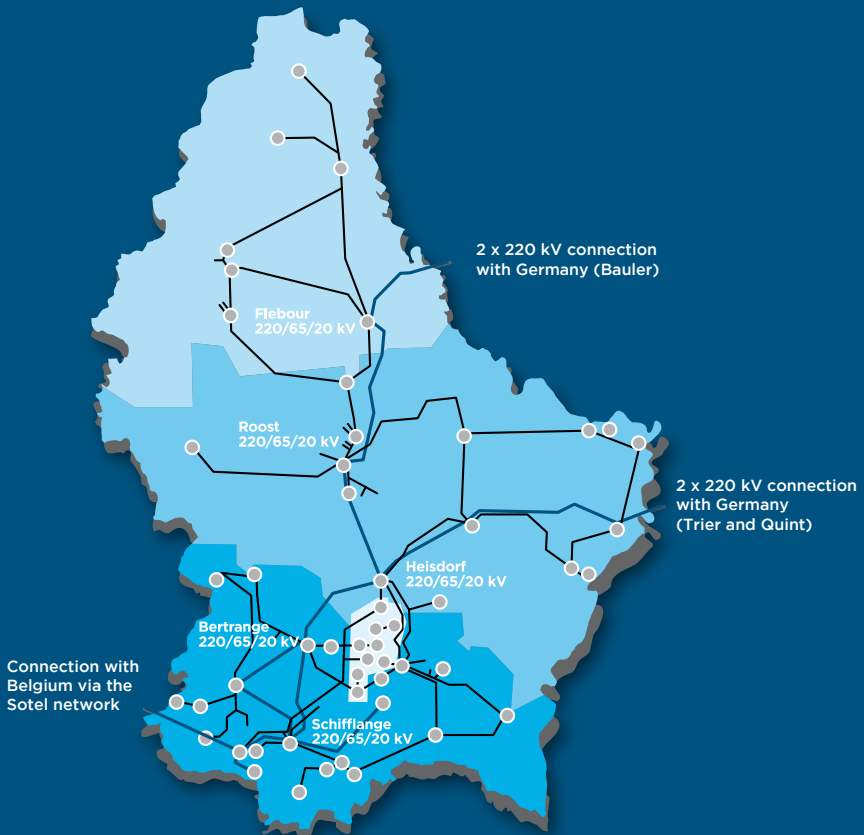 2 x 220 kV connection
with Germany (Bauler)
Flebour
220/65/20 kV
Roost
220/65/20 kV
2 x 220 kV connection
with Germany
(Trier and Quint)
Heisdorf
220/65/20 kV
Bertrange
220/65/20 kV
Connection with
Belgium via the
Sotel network
Schifflange
220/65/20 kV